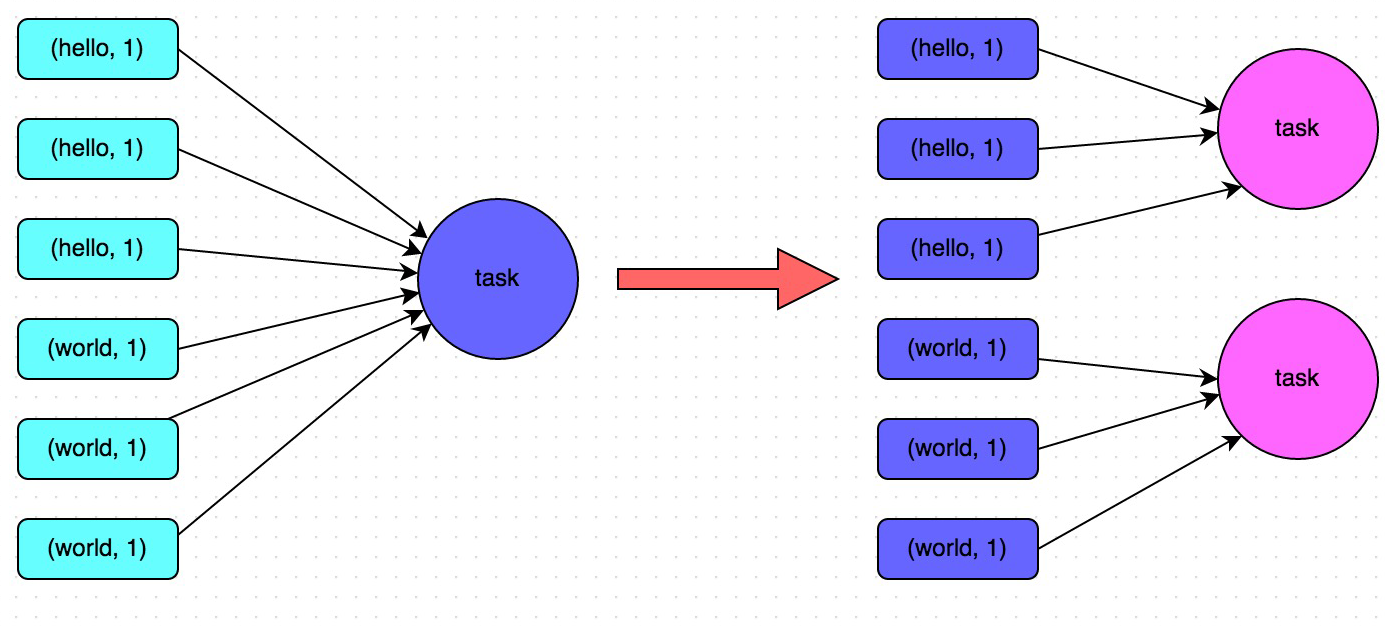 (hello, 1)
(hello, 1)
(hello, 1)
(world, 1)
(world, 1)
(world, 1)
task
(hello, 1)
(hello, 1)
(hello, 1)
(world, 1)
(world, 1)
(world, 1)
task
task